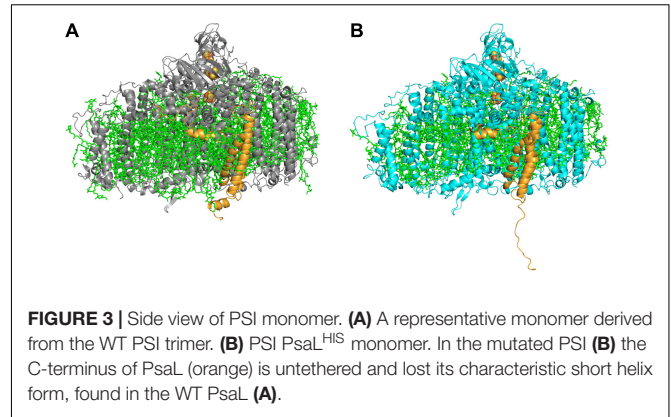 A
B
FIGURE 3 | Side view of PSI monomer. (A) A representative monomer derived
from the WT PSI trimer. (B) PSI PsaL^HIS monomer. In the mutated PSI (B) the
C-terminus of PsaL (orange) is untethered and lost its characteristic short helix
form, found in the WT PsaL (A).